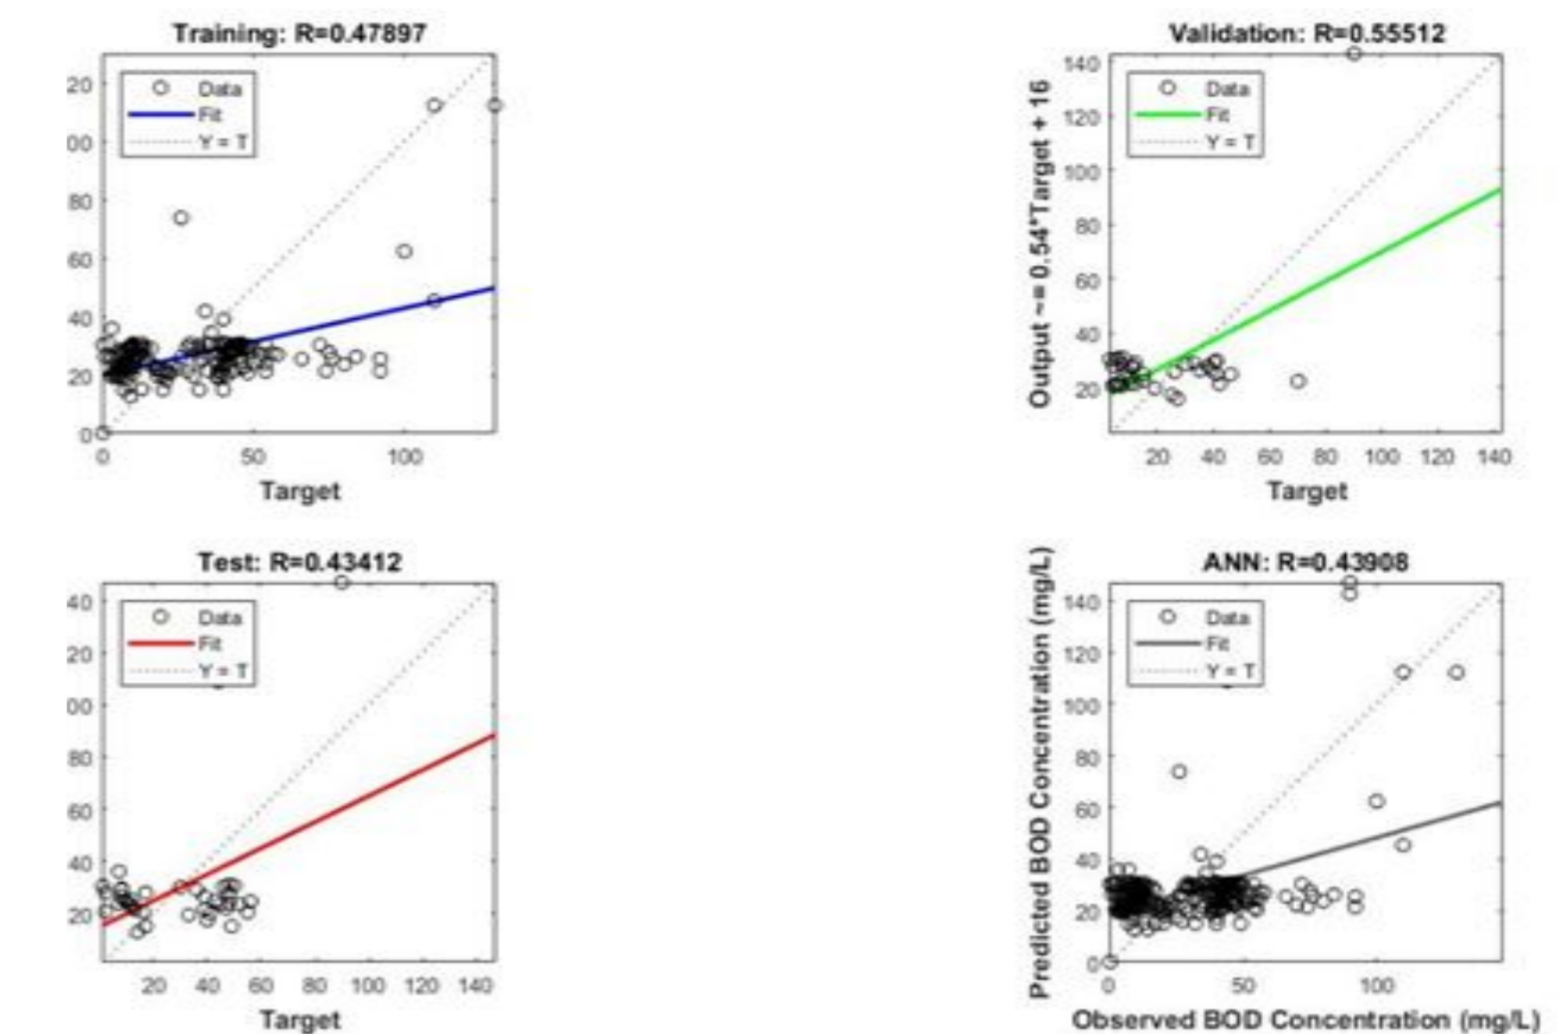 Training: R=0.47897
Data
Fit
Y = T
20
00
80
60
40
20
0
0 50 100
Target
Validation: R=0.55512
Output ~= 0.54*Target + 16
Data
Fit
Y = T
140
120
100
80
60
40
20
20 40 60 80 100 120 140
Target
Test: R=0.43412
Data
Fit
Y = T
40
20
00
80
60
40
20
20 40 60 80 100 120 140
Target
ANN: R=0.43908
Predicted BOD Concentration (mg/L)
Data
Fit
Y = T
140
120
100
80
60
40
20
0
0 50 100
Observed BOD Concentration (mg/L)